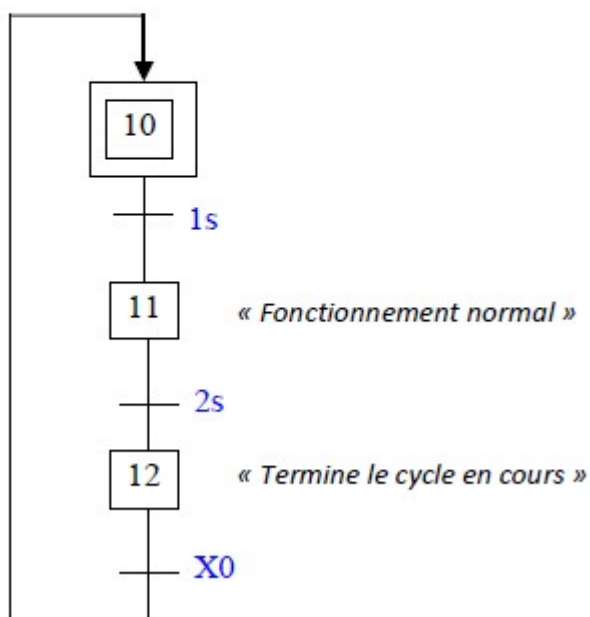 10
1s
11
« Fonctionnement normal »
2s
12
« Termine le cycle en cours »
X0